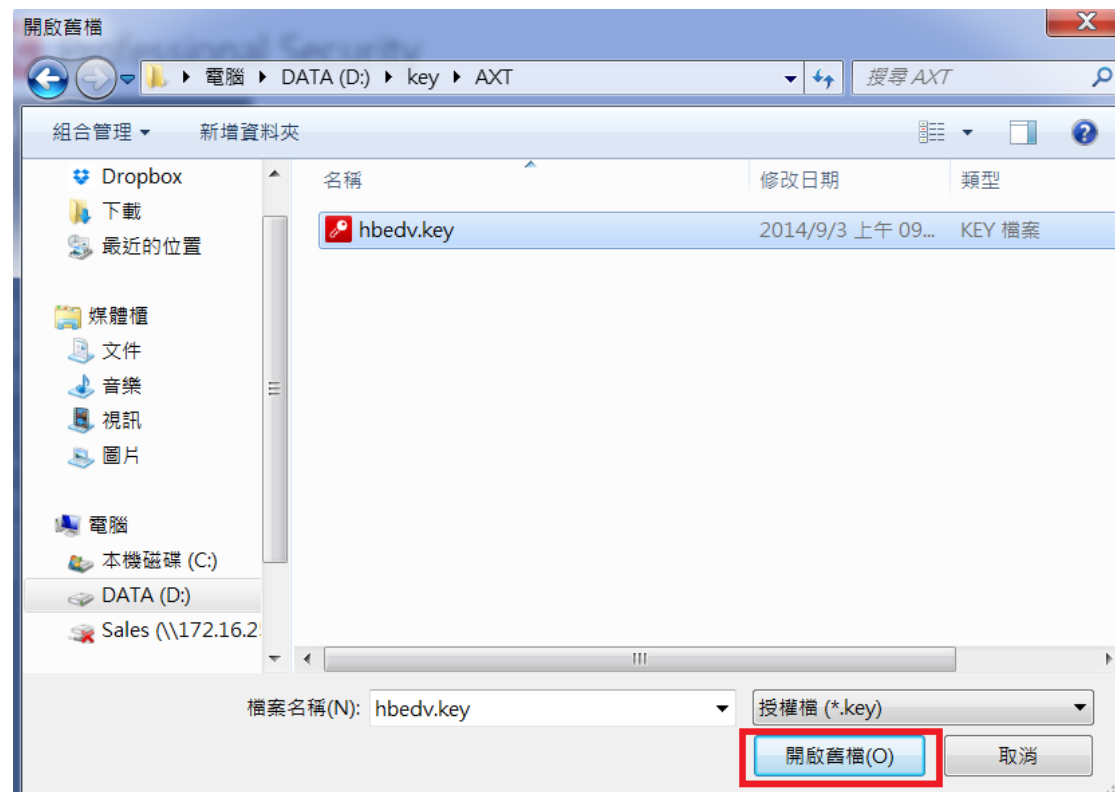 開啟舊檔
Professional Security
電腦 ▸ DATA (D:) ▸ key ▸ AXT
搜尋 AXT
組合管理 新增資料夾
Dropbox
下載
最近的位置
媒體櫃
文件
音樂
視訊
圖片
電腦
本機磁碟 (C:)
DATA (D:)
Sales (\\172.16.2
名稱 修改日期 類型
hbedv.key 2014/9/3 上午 09... KEY 檔案
檔案名稱(N): hbedv.key 授權檔 (*.key)
開啟舊檔(O) 取消